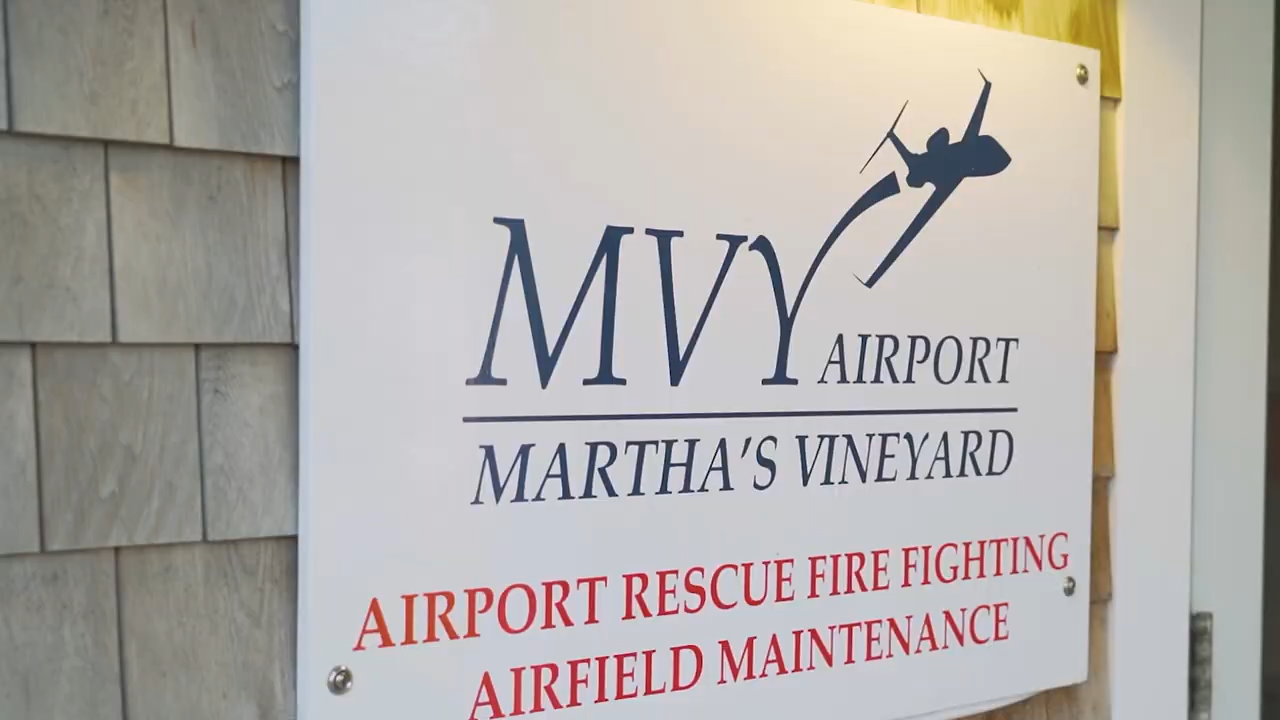 MVY AIRPORT
MARTHA'S VINEYARD
AIRPORT RESCUE FIRE FIGHTING
AIRFIELD MAINTENANCE